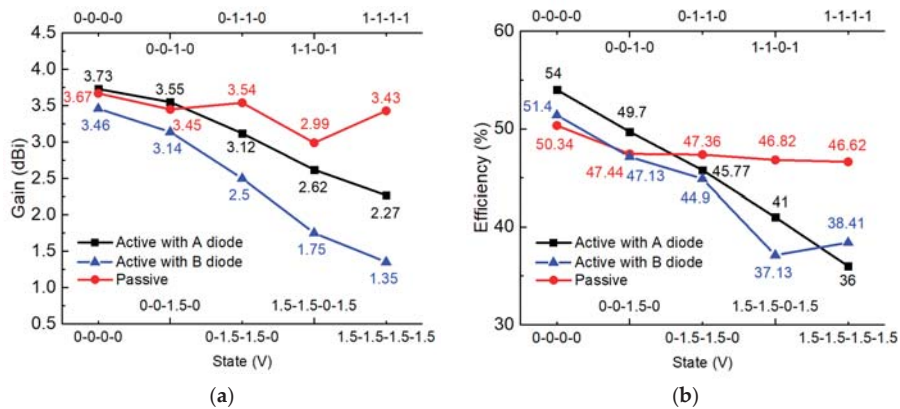 0-0-0-0 0-1-1-0 1-1-1-1
0-0-1-0 1-1-0-1
4.5
4.0
3.5
3.0
2.5
2.0
1.5
1.0
0.5
Gain (dBi)
3.73
3.55
3.54
3.43
3.67
3.46
3.45
3.14
3.12
2.99
2.62
2.5
2.27
1.75
1.35
Active with A diode
Active with B diode
Passive
0-0-1.5-0 1.5-1.5-0-1.5
0-0-0-0 0-1.5-1.5-0 1.5-1.5-1.5-1.5
State (V)
(a)
0-0-0-0 0-1-1-0 1-1-1-1
0-0-1-0 1-1-0-1
60
50
40
30
Efficiency (%)
54
51.4
50.34
49.7
47.44
47.13
47.36
45.77
44.9
46.82
46.62
41
37.13
38.41
36
Active with A diode
Active with B diode
Passive
0-0-1.5-0 1.5-1.5-0-1.5
0-0-0-0 0-1.5-1.5-0 1.5-1.5-1.5-1.5
State (V)
(b)